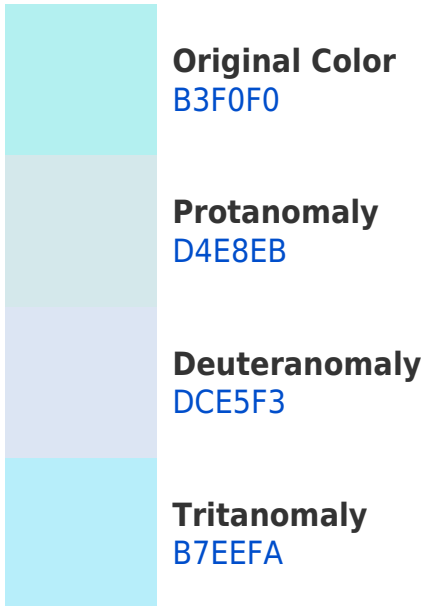 Original Color
B3F0F0
Protanomaly
D4E8EB
Deuteranomaly
DCE5F3
Tritanomaly
B7EEFA